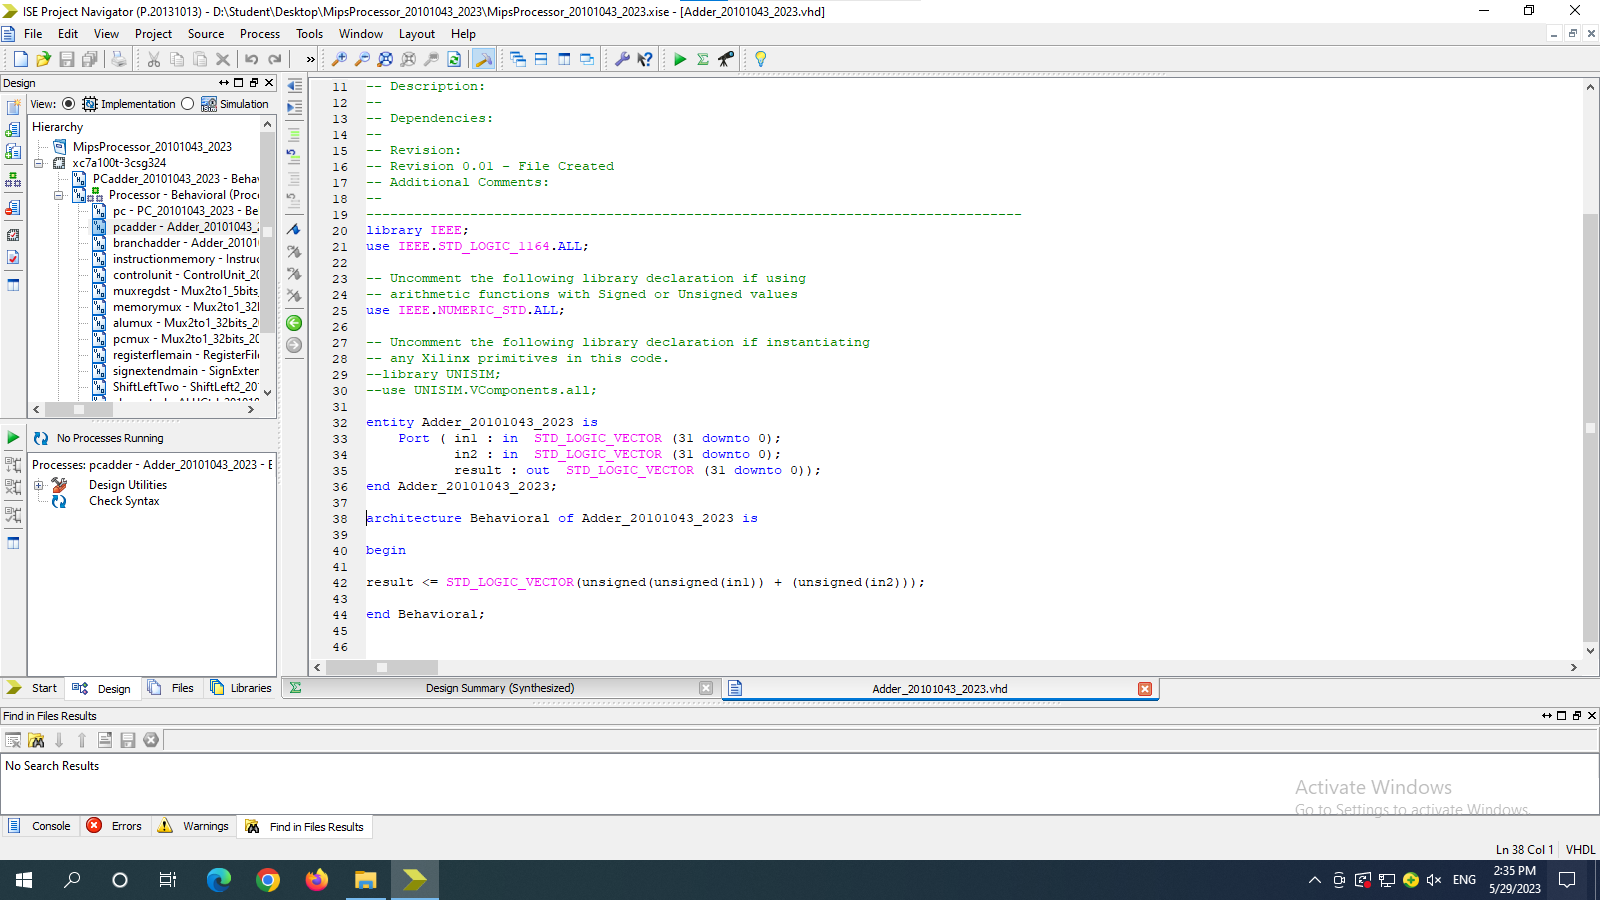 ISE Project Navigator (P.20131013) - D:\Student\Desktop\MipsProcessor_20101043_2023\MipsProcessor_20101043_2023.xise - [Adder_20101043_2023.vhd]
File Edit View Project Source Process Tools Window Layout Help
Design
View: Implementation Simulation
Hierarchy
MipsProcessor_20101043_2023
xc7a100t-3csg324
PCadder_20101043_2023 - Beha
Processor - Behavioral (Proc
pc - PC_20101043_2023 - Be
pcadder - Adder_20101043_
branchadder - Adder_20101
instructionmemory - Instruc
controlunit - ControlUnit_20
muxregdst - Mux2to1_5bits_
memorymux - Mux2to1_32l
alumux - Mux2to1_32bits_2
pcmux - Mux2to1_32bits_20
registerflemain - RegisterFil
signextendmain - SignExter
ShiftLeftTwo - ShiftLeft2_20
No Processes Running
Processes: pcadder - Adder_20101043_2023 - E
Design Utilities
Check Syntax
Start Design Files Libraries
11 -- Description:
12 --
13 -- Dependencies:
14 --
15 -- Revision:
16 -- Revision 0.01 - File Created
17 -- Additional Comments:
18 --
19 ----------------------------------------------------------------------------------
20 library IEEE;
21 use IEEE.STD_LOGIC_1164.ALL;
22
23 -- Uncomment the following library declaration if using
24 -- arithmetic functions with Signed or Unsigned values
25 use IEEE.NUMERIC_STD.ALL;
26
27 -- Uncomment the following library declaration if instantiating
28 -- any Xilinx primitives in this code.
29 --library UNISIM;
30 --use UNISIM.VComponents.all;
31
32 entity Adder_20101043_2023 is
33 Port ( in1 : in STD_LOGIC_VECTOR (31 downto 0);
34 in2 : in STD_LOGIC_VECTOR (31 downto 0);
35 result : out STD_LOGIC_VECTOR (31 downto 0));
36 end Adder_20101043_2023;
37
38 architecture Behavioral of Adder_20101043_2023 is
39
40 begin
41
42 result <= STD_LOGIC_VECTOR(unsigned(unsigned(in1)) + (unsigned(in2)));
43
44 end Behavioral;
45
46
Design Summary (Synthesized) Adder_20101043_2023.vhd
Find in Files Results
No Search Results
Activate Windows
Go to Settings to activate Windows.
Console Errors Warnings Find in Files Results
Ln 38 Col 1 VHDL
ENG
2:35 PM
5/29/2023